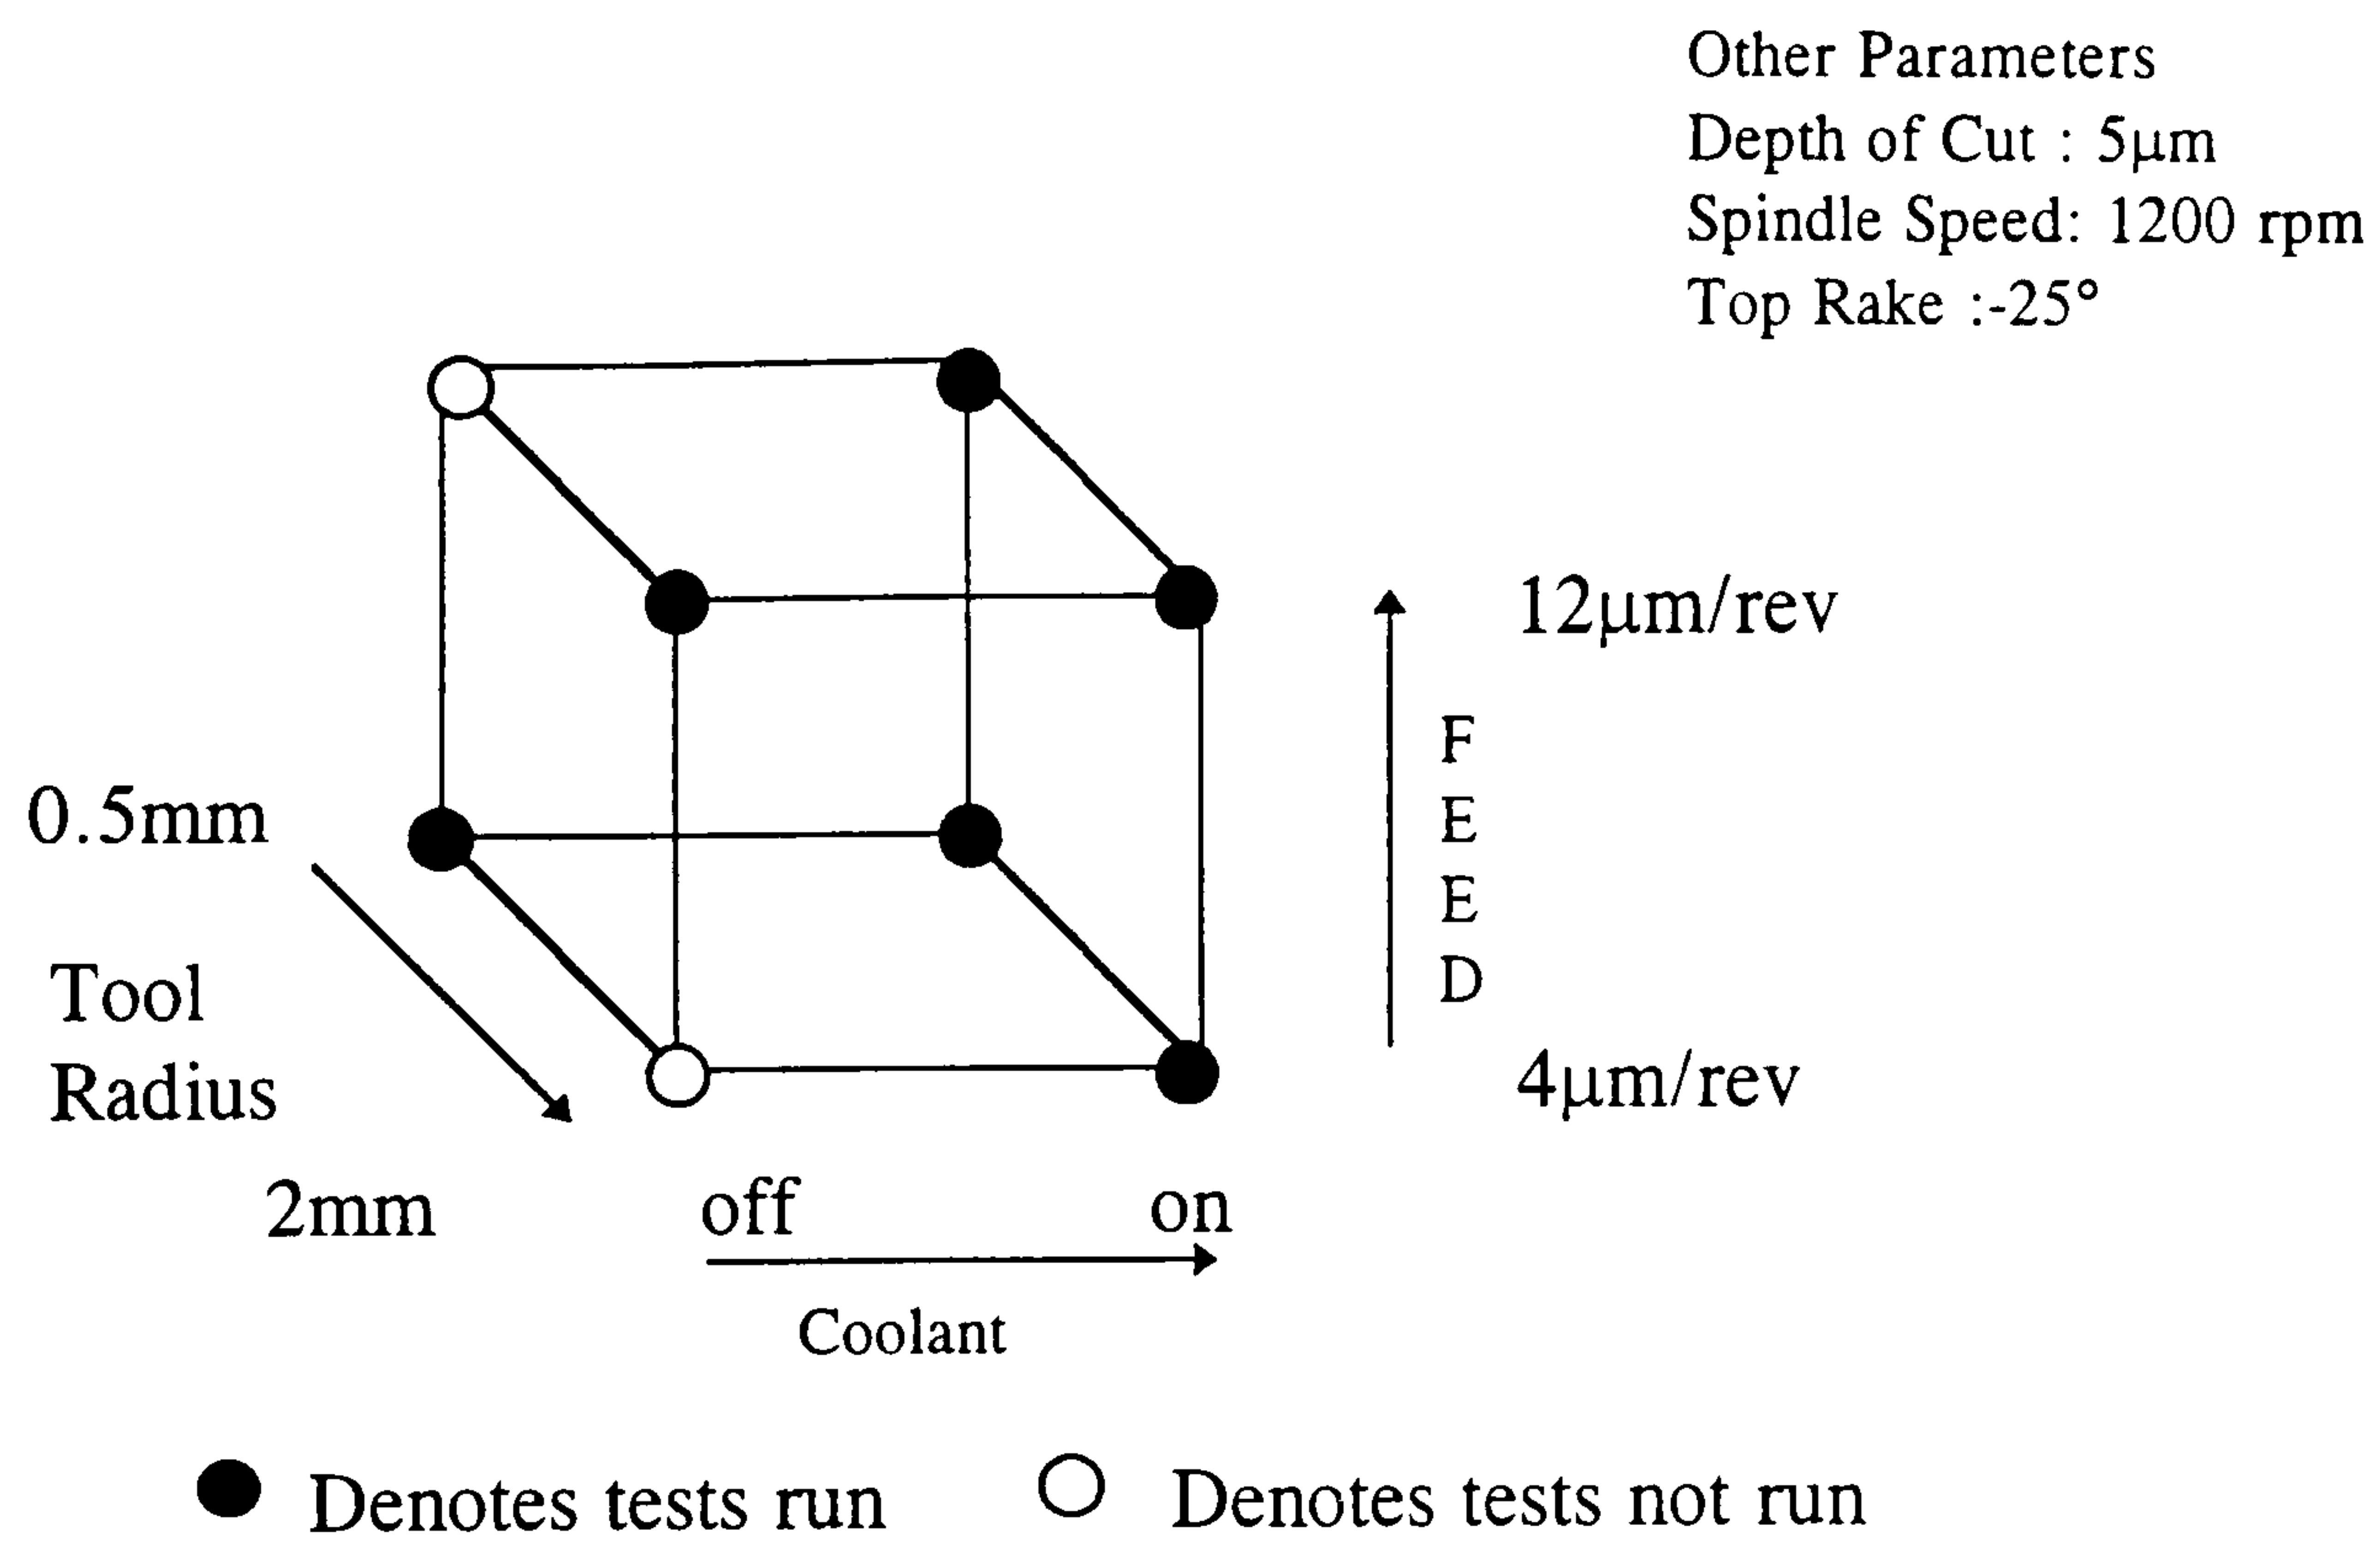 Other Parameters
Depth of Cut : 5µm
Spindle Speed: 1200 rpm
Top Rake :-25°
12µm/rev
F
E
E
D
0.5mm
Tool
Radius
4µm/rev
2mm
off
on
Coolant
Denotes tests run
Denotes tests not run